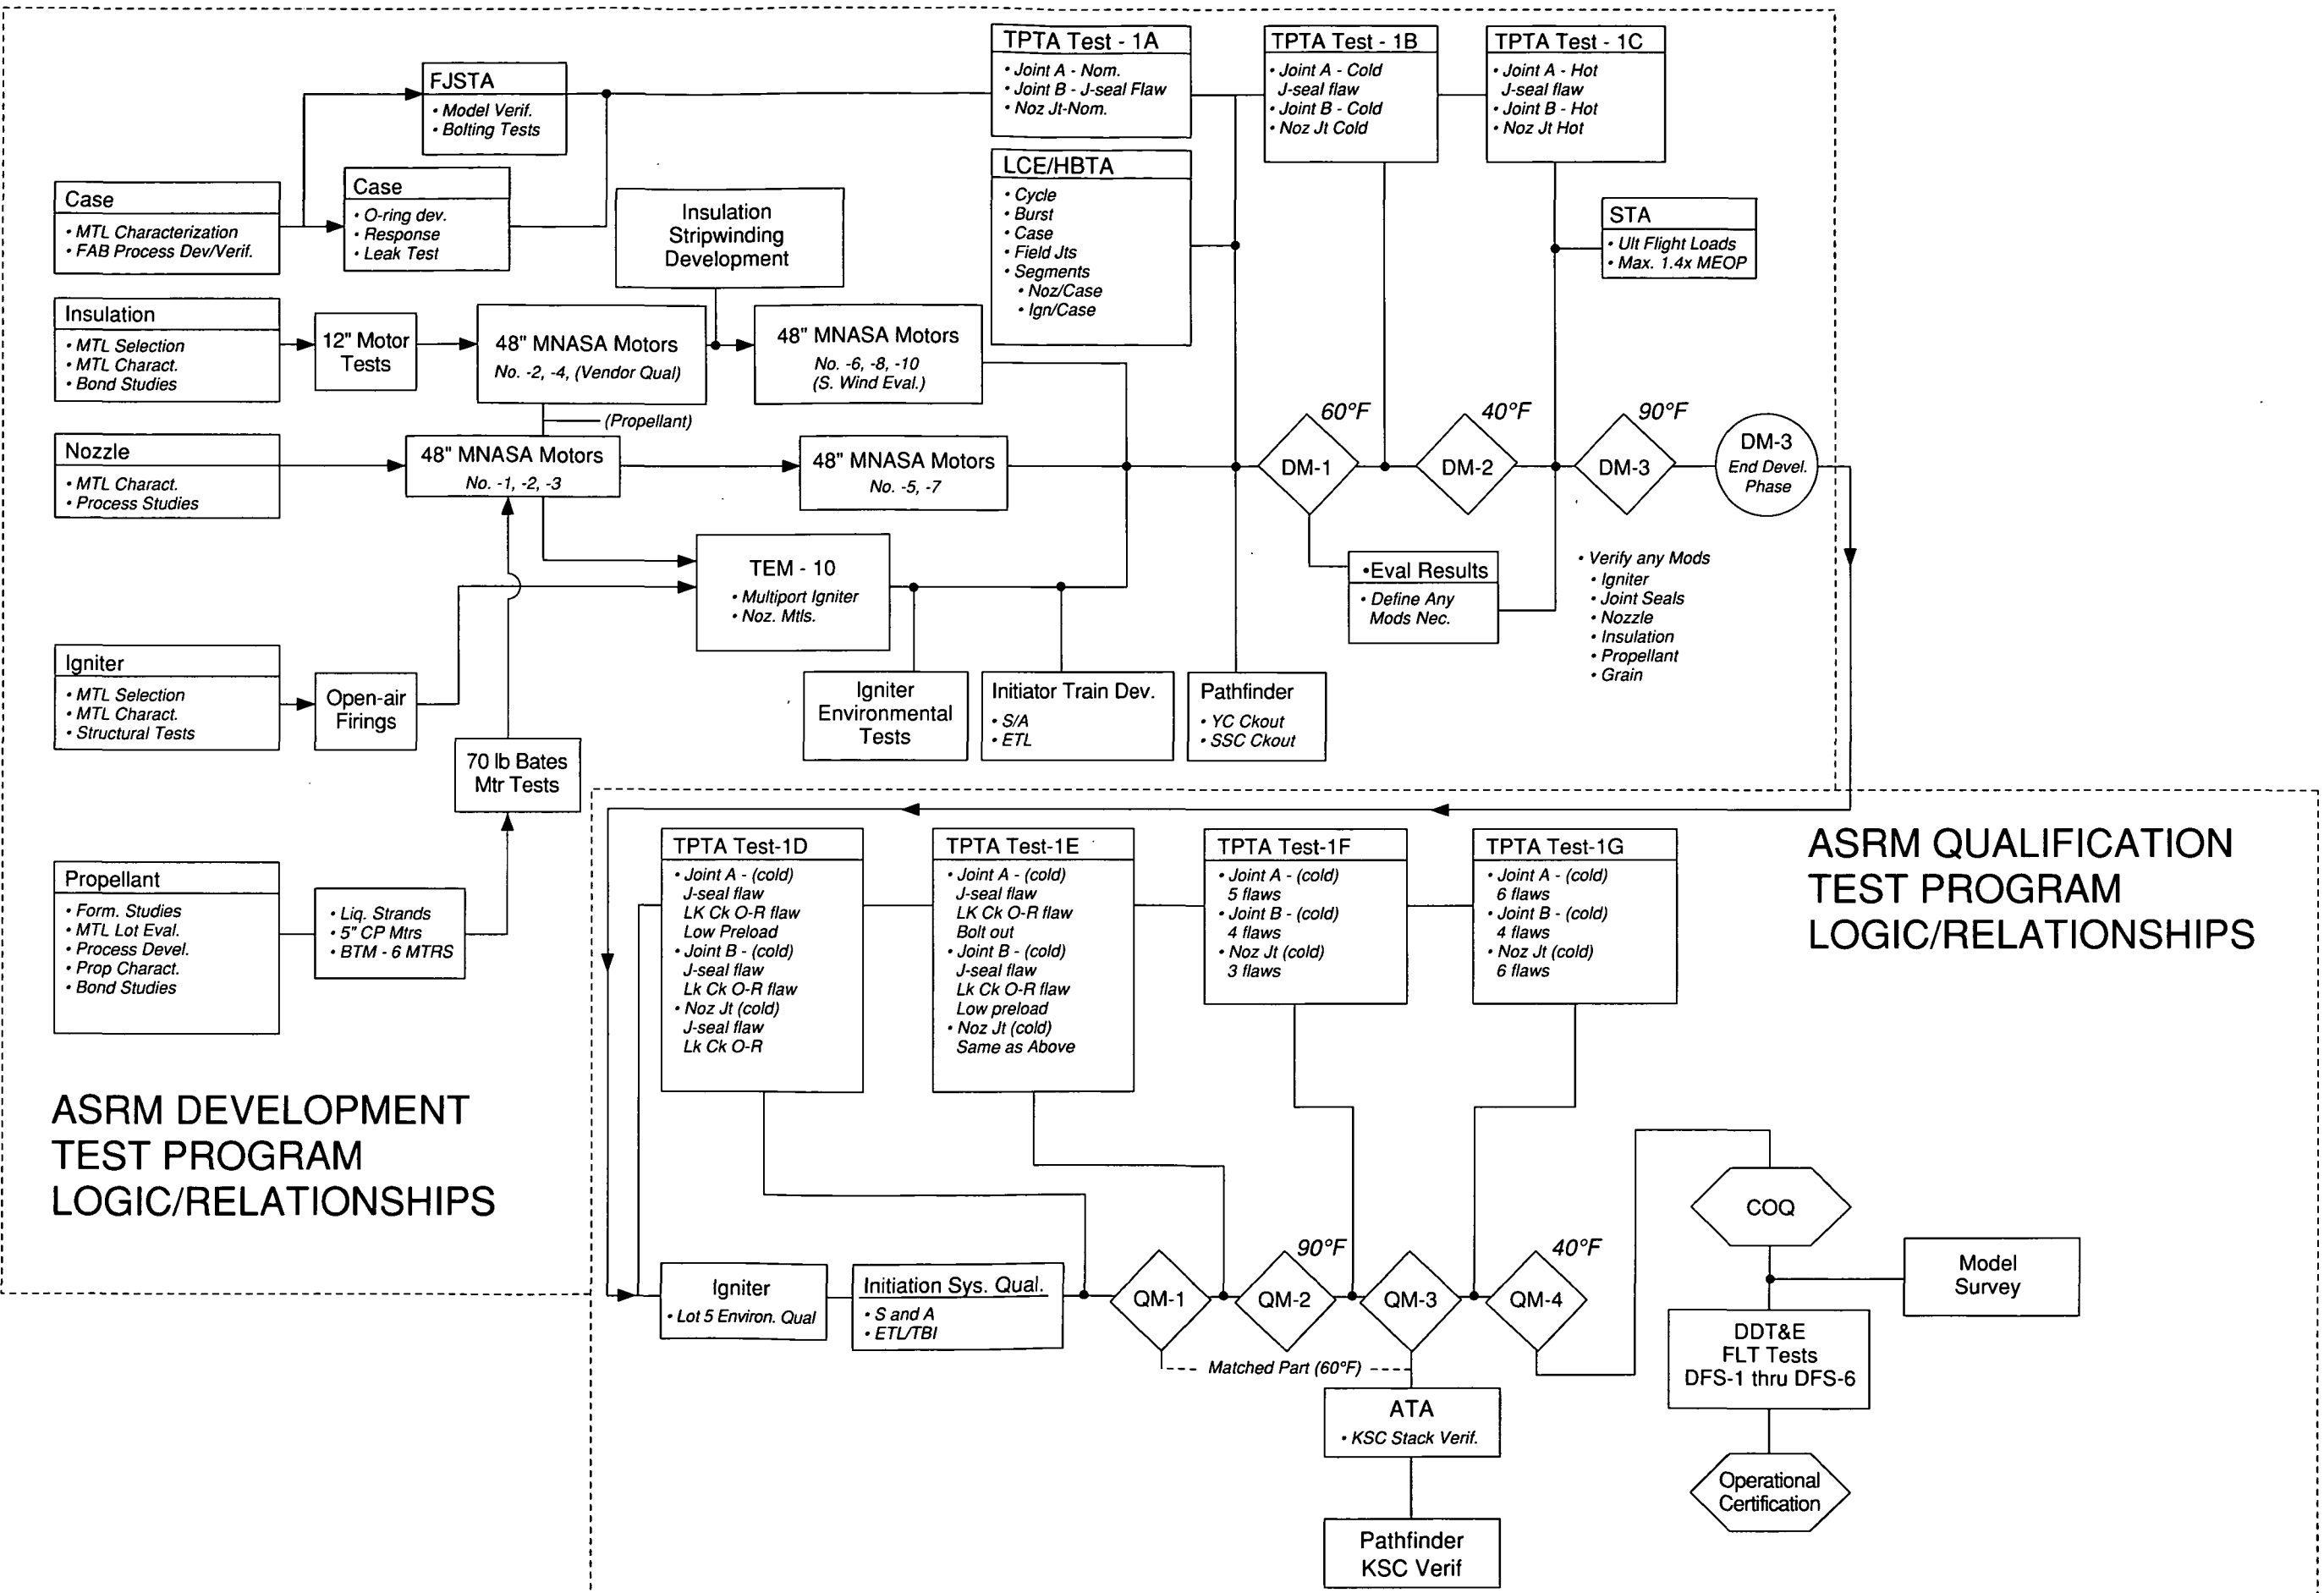 TPTA Test - 1A
• Joint A - Nom.
• Joint B - J-seal Flaw
• Noz Jt-Nom.
TPTA Test - 1B
• Joint A - Cold
J-seal flaw
• Joint B - Cold
• Noz Jt Cold
TPTA Test - 1C
• Joint A - Hot
J-seal flaw
• Joint B - Hot
• Noz Jt Hot
FJSTA
• Model Verif.
• Bolting Tests
LCE/HBTA
• Cycle
• Burst
• Case
• Field Jts
• Segments
• Noz/Case
• Ign/Case
STA
• Ult Flight Loads
• Max. 1.4x MEOP
Case
• MTL Characterization
• FAB Process Dev/Verif.
Case
• O-ring dev.
• Response
• Leak Test
Insulation
Stripwinding
Development
Insulation
• MTL Selection
• MTL Charact.
• Bond Studies
12" Motor
Tests
48" MNASA Motors
No. -2, -4, (Vendor Qual)
48" MNASA Motors
No. -6, -8, -10
(S. Wind Eval.)
(Propellant)
Nozzle
• MTL Charact.
• Process Studies
48" MNASA Motors
No. -1, -2, -3
48" MNASA Motors
No. -5, -7
60°F
DM-1
40°F
DM-2
90°F
DM-3
DM-3
End Devel.
Phase
TEM - 10
• Multiport Igniter
• Noz. Mtls.
•Eval Results
• Define Any
Mods Nec.
• Verify any Mods
• Igniter
• Joint Seals
• Nozzle
• Insulation
• Propellant
• Grain
Igniter
• MTL Selection
• MTL Charact.
• Structural Tests
Open-air
Firings
Igniter
Environmental
Tests
Initiator Train Dev.
• S/A
• ETL
Pathfinder
• YC Ckout
• SSC Ckout
70 lb Bates
Mtr Tests
Propellant
• Form. Studies
• MTL Lot Eval.
• Process Devel.
• Prop Charact.
• Bond Studies
• Liq. Strands
• 5" CP Mtrs
• BTM - 6 MTRS
ASRM DEVELOPMENT
TEST PROGRAM
LOGIC/RELATIONSHIPS
TPTA Test-1D
• Joint A - (cold)
J-seal flaw
LK Ck O-R flaw
Low Preload
• Joint B - (cold)
J-seal flaw
Lk Ck O-R flaw
• Noz Jt (cold)
J-seal flaw
Lk Ck O-R
TPTA Test-1E
• Joint A - (cold)
J-seal flaw
LK Ck O-R flaw
Bolt out
• Joint B - (cold)
J-seal flaw
Lk Ck O-R flaw
Low preload
• Noz Jt (cold)
Same as Above
TPTA Test-1F
• Joint A - (cold)
5 flaws
• Joint B - (cold)
4 flaws
• Noz Jt (cold)
3 flaws
TPTA Test-1G
• Joint A - (cold)
6 flaws
• Joint B - (cold)
4 flaws
• Noz Jt (cold)
6 flaws
ASRM QUALIFICATION
TEST PROGRAM
LOGIC/RELATIONSHIPS
Igniter
• Lot 5 Environ. Qual
Initiation Sys. Qual.
• S and A
• ETL/TBI
QM-1
90°F
QM-2
QM-3
40°F
QM-4
Matched Part (60°F)
ATA
• KSC Stack Verif.
Pathfinder
KSC Verif
COQ
Model
Survey
DDT&E
FLT Tests
DFS-1 thru DFS-6
Operational
Certification